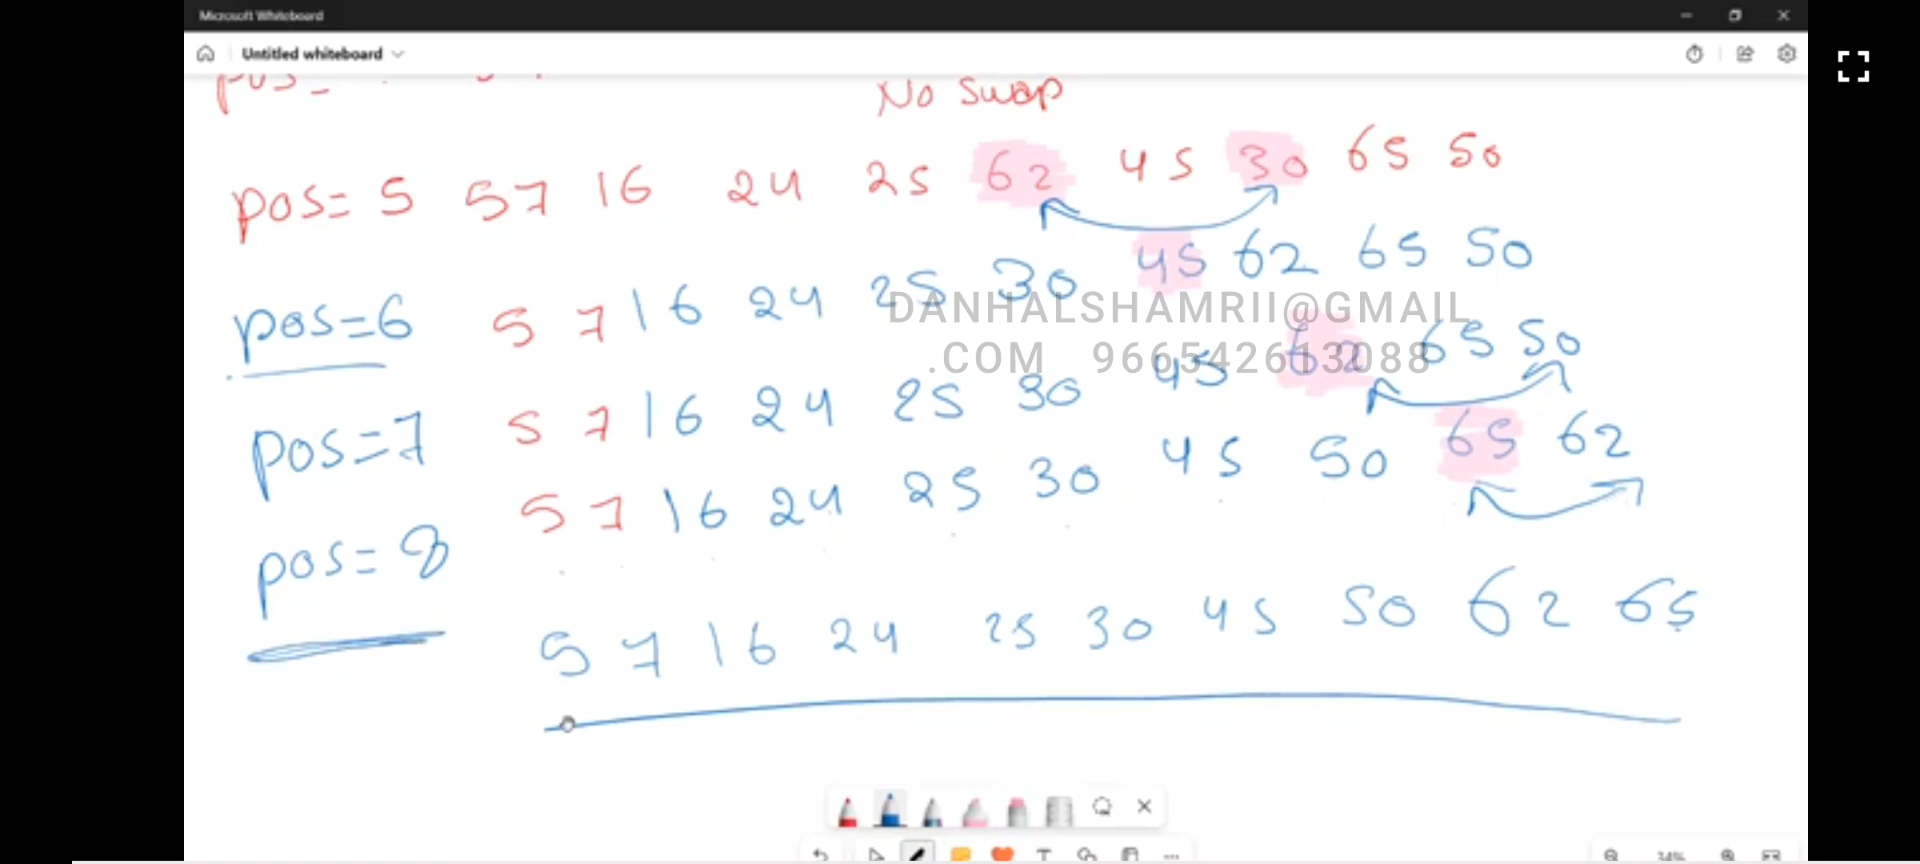 Microsoft Whiteboard
Untitled whiteboard
pos=
No Swap
pos= 5 5 7 16 24 25 62 45 30 65 50
pos=6 5 7 16 24 25 30 45 62 65 50
DANHALSHAMRII@GMAIL
.COM 966542613088
pos=7 5 7 16 24 25 30 45 62 65 50
pos= 8 5 7 16 24 25 30 45 50 65 62
5 7 16 24 25 30 45 50 62 65
34%